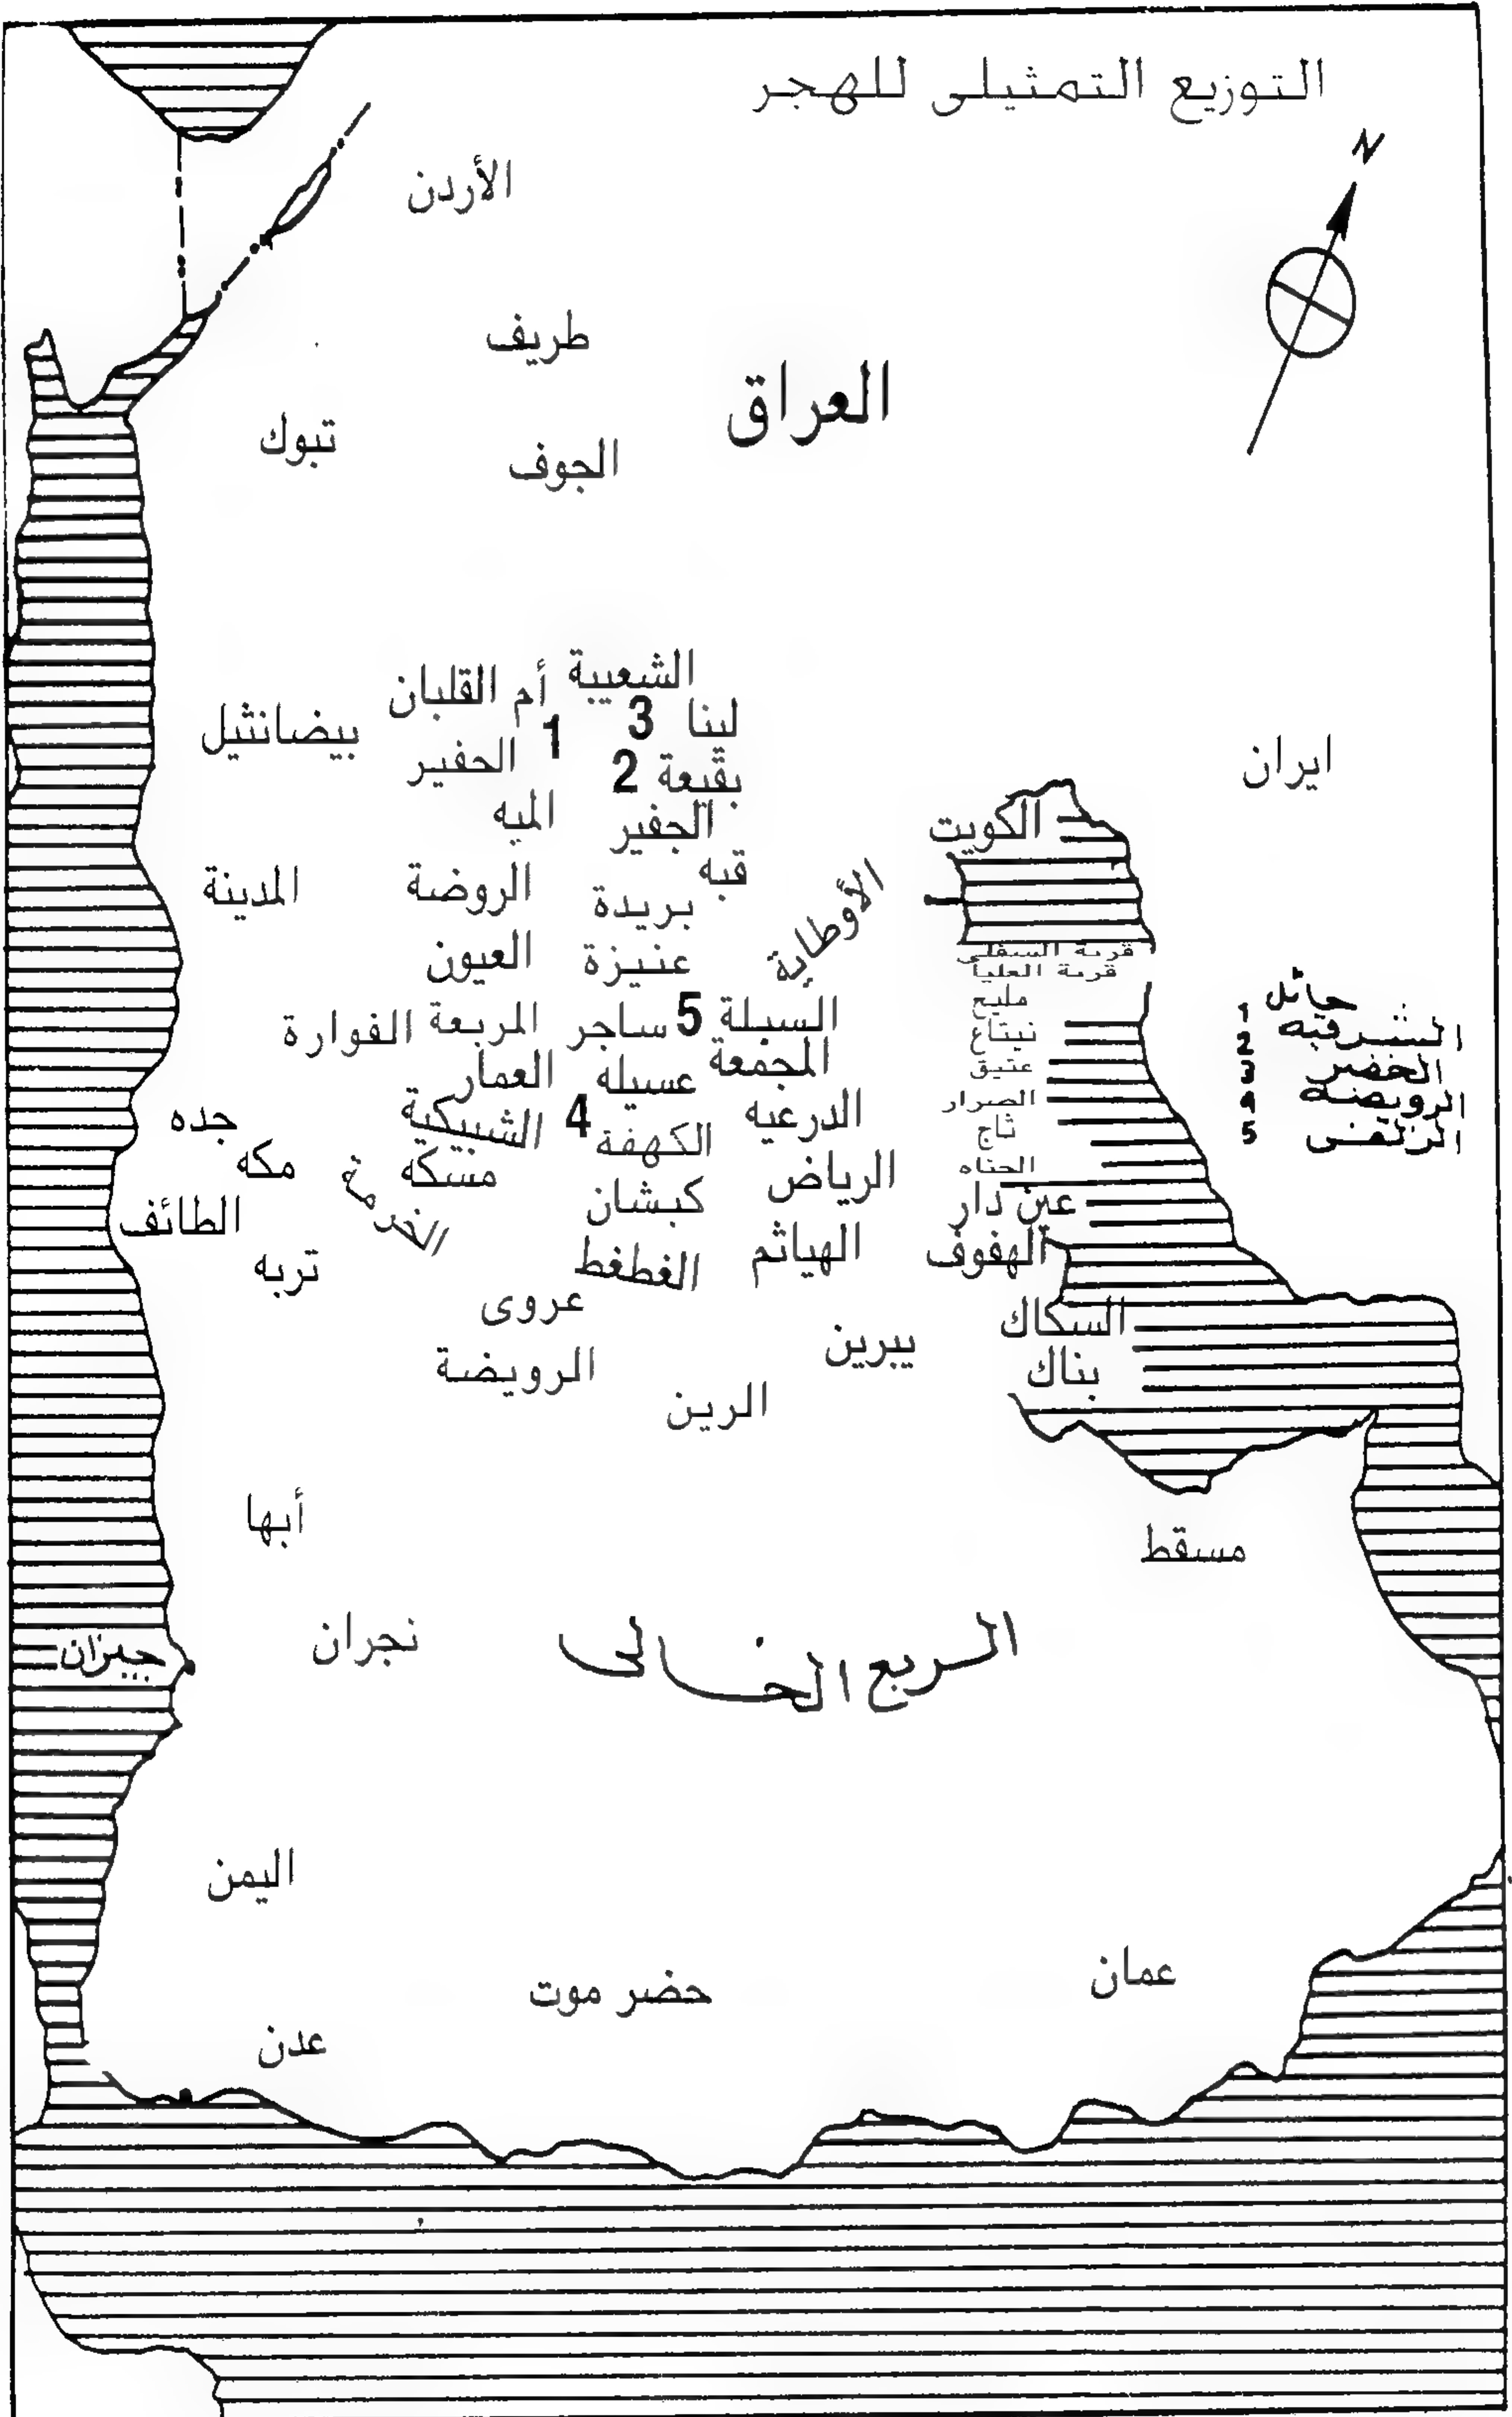 التوزيع التمثيلى للهجر
N
الأردن
طريف
العراق
تبوك
الجوف
الشعيبة
أم القلبان
3
لبنا
1
بيضانثيل
الحفير
2
بقيعة
ايران
الميه
الجفير
الكويت
قبه
المدينة
الروضة
بريدة
الأوطاية
العيون
عنيزة
قرية السفلى
قرية العليا
مليح
السبلة
5
ساجر
المربعة
الفوارة
نيتاع
المجمعة
عتيق
عسيله
العمار
الصرار
الدرعيه
4
الشبيكية
جده
ثاج
الكهفة
مكه
مسكه
الخرمة
الحناه
الرياض
كبشان
عين دار
الطائف
الهياثم
الهفوف
تربه
الغطغط
عروى
السكاك
يبرين
بناك
الرويضة
الرين
حائل
1 الشرقيه
2 الخضر
3 الرويضه
4 الزلفى
5
أبها
مسقط
جيزان
نجران
الربع الخالى
اليمن
حضر موت
عمان
عدن